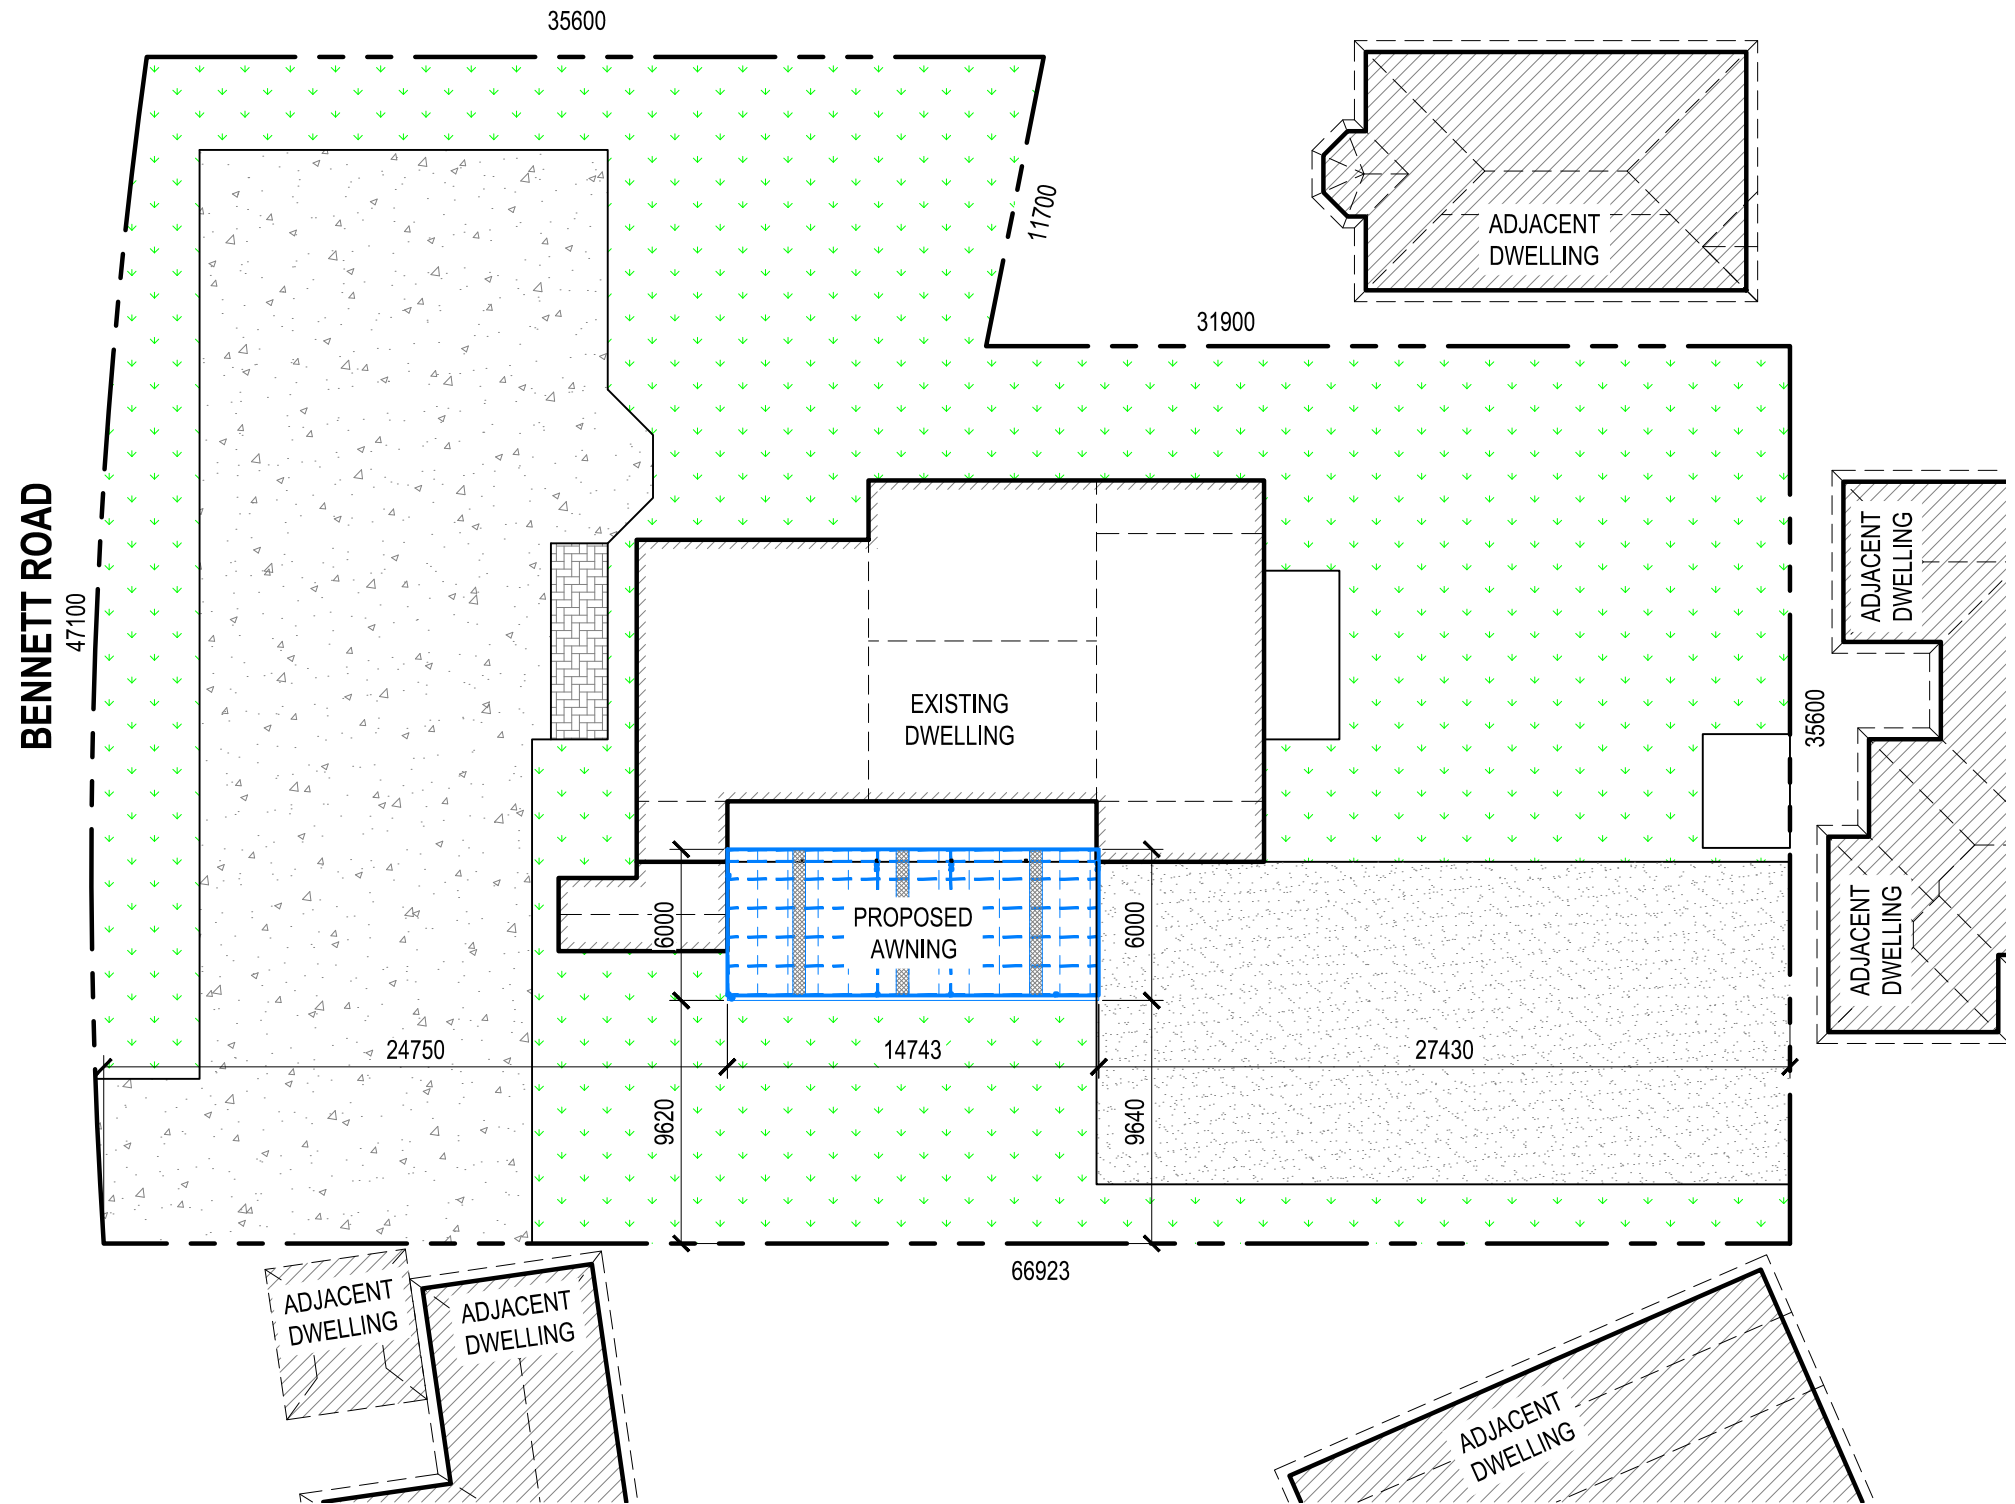 35600
11700
ADJACENT
DWELLING
31900
BENNETT ROAD
47100
ADJACENT
DWELLING
EXISTING
DWELLING
35600
6000
PROPOSED
AWNING
6000
ADJACENT
DWELLING
24750
14743
27430
9620
9640
66923
ADJACENT
DWELLING
ADJACENT
DWELLING
ADJACENT
DWELLING